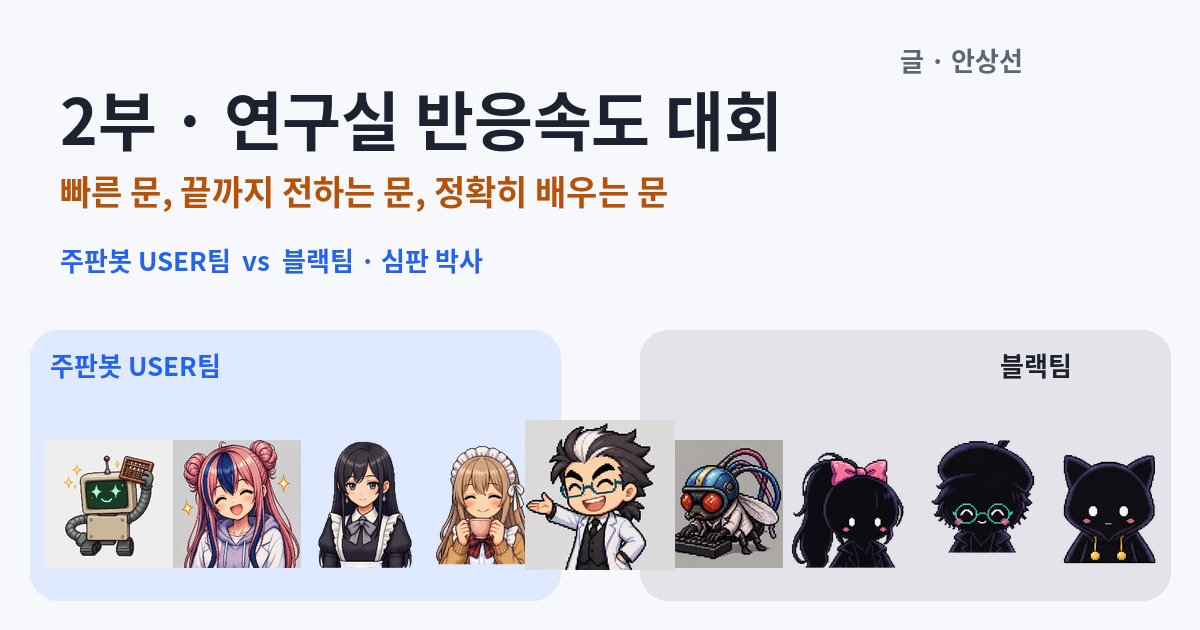 글 · 안상선
2부 · 연구실 반응속도 대회
빠른 문, 끝까지 전하는 문, 정확히 배우는 문
주판봇 USER팀 vs 블랙팀 · 심판 박사
주판봇 USER팀
블랙팀